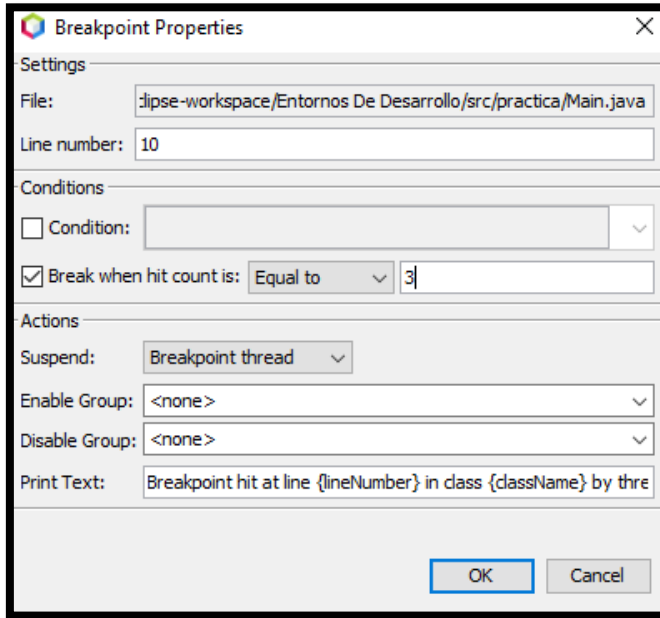 Breakpoint Properties
Settings
File: :lipse-workspace/Entornos De Desarrollo/src/practica/Main.java
Line number: 10
Conditions
Condition:
Break when hit count is: Equal to 3
Actions
Suspend: Breakpoint thread
Enable Group: <none>
Disable Group: <none>
Print Text: Breakpoint hit at line {lineNumber} in class {className} by thre
OK Cancel